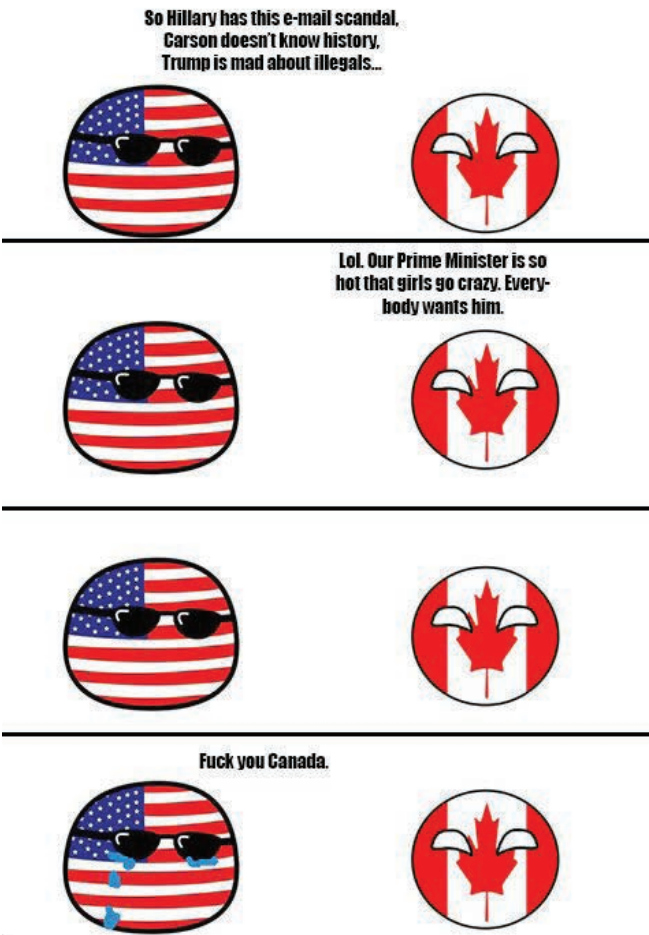 So Hillary has this e-mail scandal,
Carson doesn't know history,
Trump is mad about illegals...
Lol. Our Prime Minister is so
hot that girls go crazy. Every-
body wants him.
Fuck you Canada.